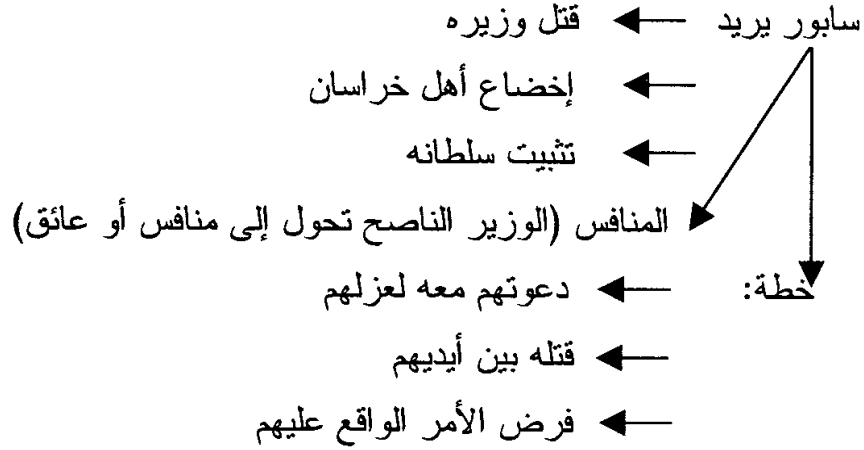 سابور يريد ← قتل وزيره
← إخضاع أهل خراسان
← تثبيت سلطانه
المنافس (الوزير الناصح تحول إلى منافس أو عائق)
خطة: ← دعوتهم معه لعزلهم
← قتله بين أيديهم
← فرض الأمر الواقع عليهم